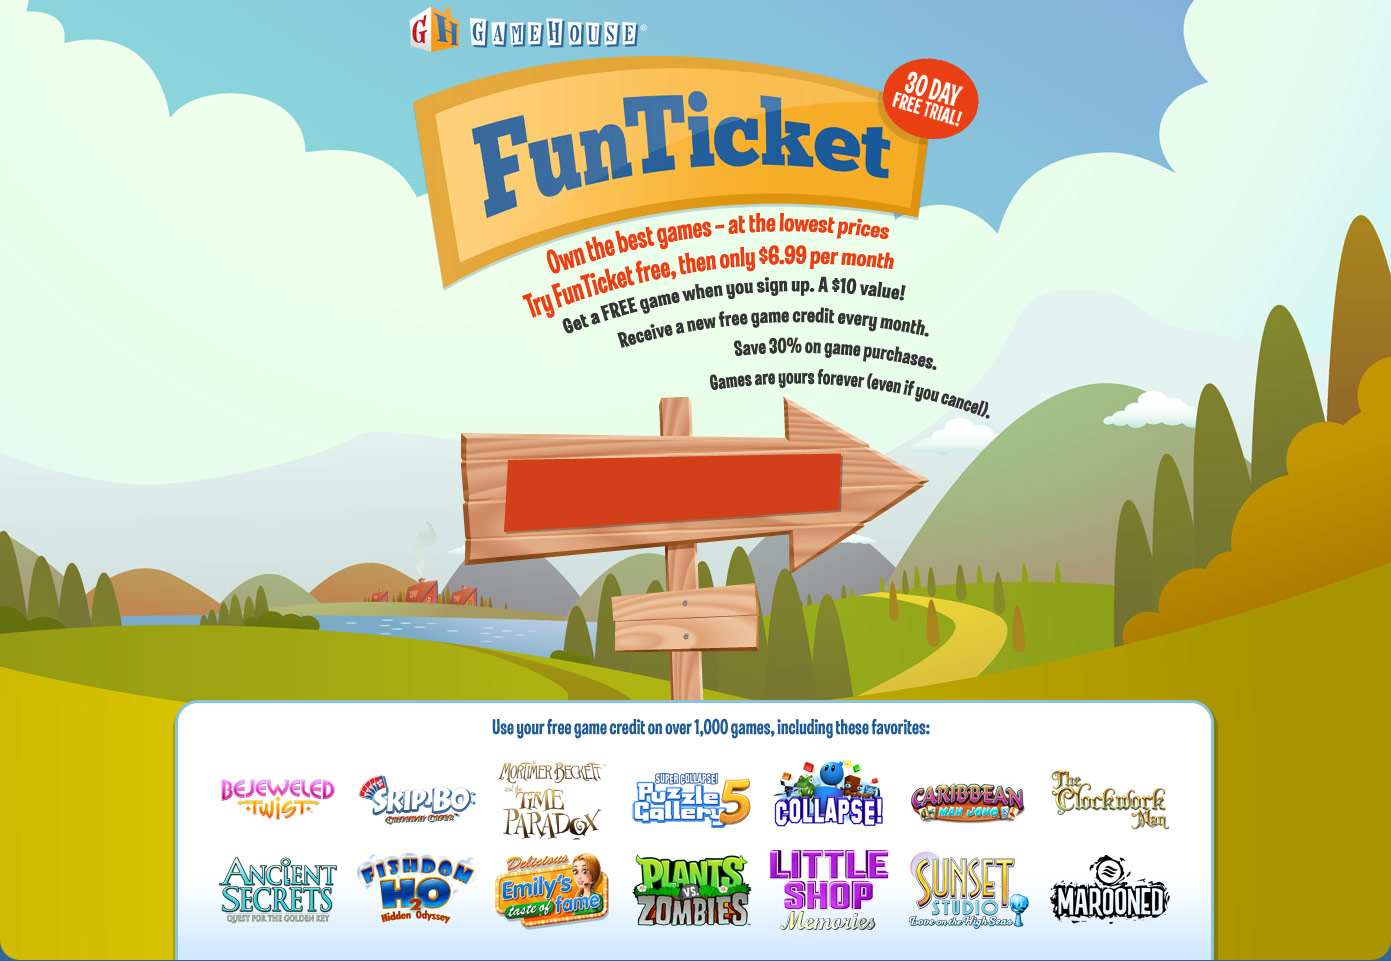 GH GAMEHOUSE®
FunTicket
30 DAY
FREE TRIAL!
Own the best games – at the lowest prices
Try FunTicket free, then only $6.99 per month
Get a FREE game when you sign up. A $10 value!
Receive a new free game credit every month.
Save 30% on game purchases.
Games are yours forever (even if you cancel).
Use your free game credit on over 1,000 games, including these favorites:
BEJEWELED
TWIST
SKIP-BO
CASTAWAY CAPER
MORTIMER BECKETT™
and the
TIME
PARADOX
SUPER COLLAPSE!
Puzzle
Gallery 5
COLLAPSE!
CARIBBEAN
MAH JONG
The
Clockwork
Man
ANCIENT
SECRETS
QUEST FOR THE GOLDEN KEY
FISHDOM
H2O
Hidden Odyssey
Delicious
Emily's
taste of fame
PLANTS
VS.
ZOMBIES
LITTLE
SHOP
Memories
SUNSET
STUDIO
Love on the High Seas
MAROONED